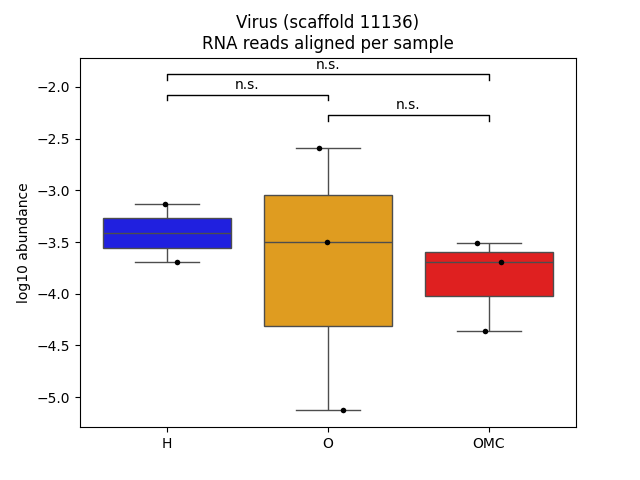 Virus (scaffold 11136)
RNA reads aligned per sample
n.s.
n.s.
n.s.
log10 abundance
−2.0
−2.5
−3.0
−3.5
−4.0
−4.5
−5.0
H
O
OMC